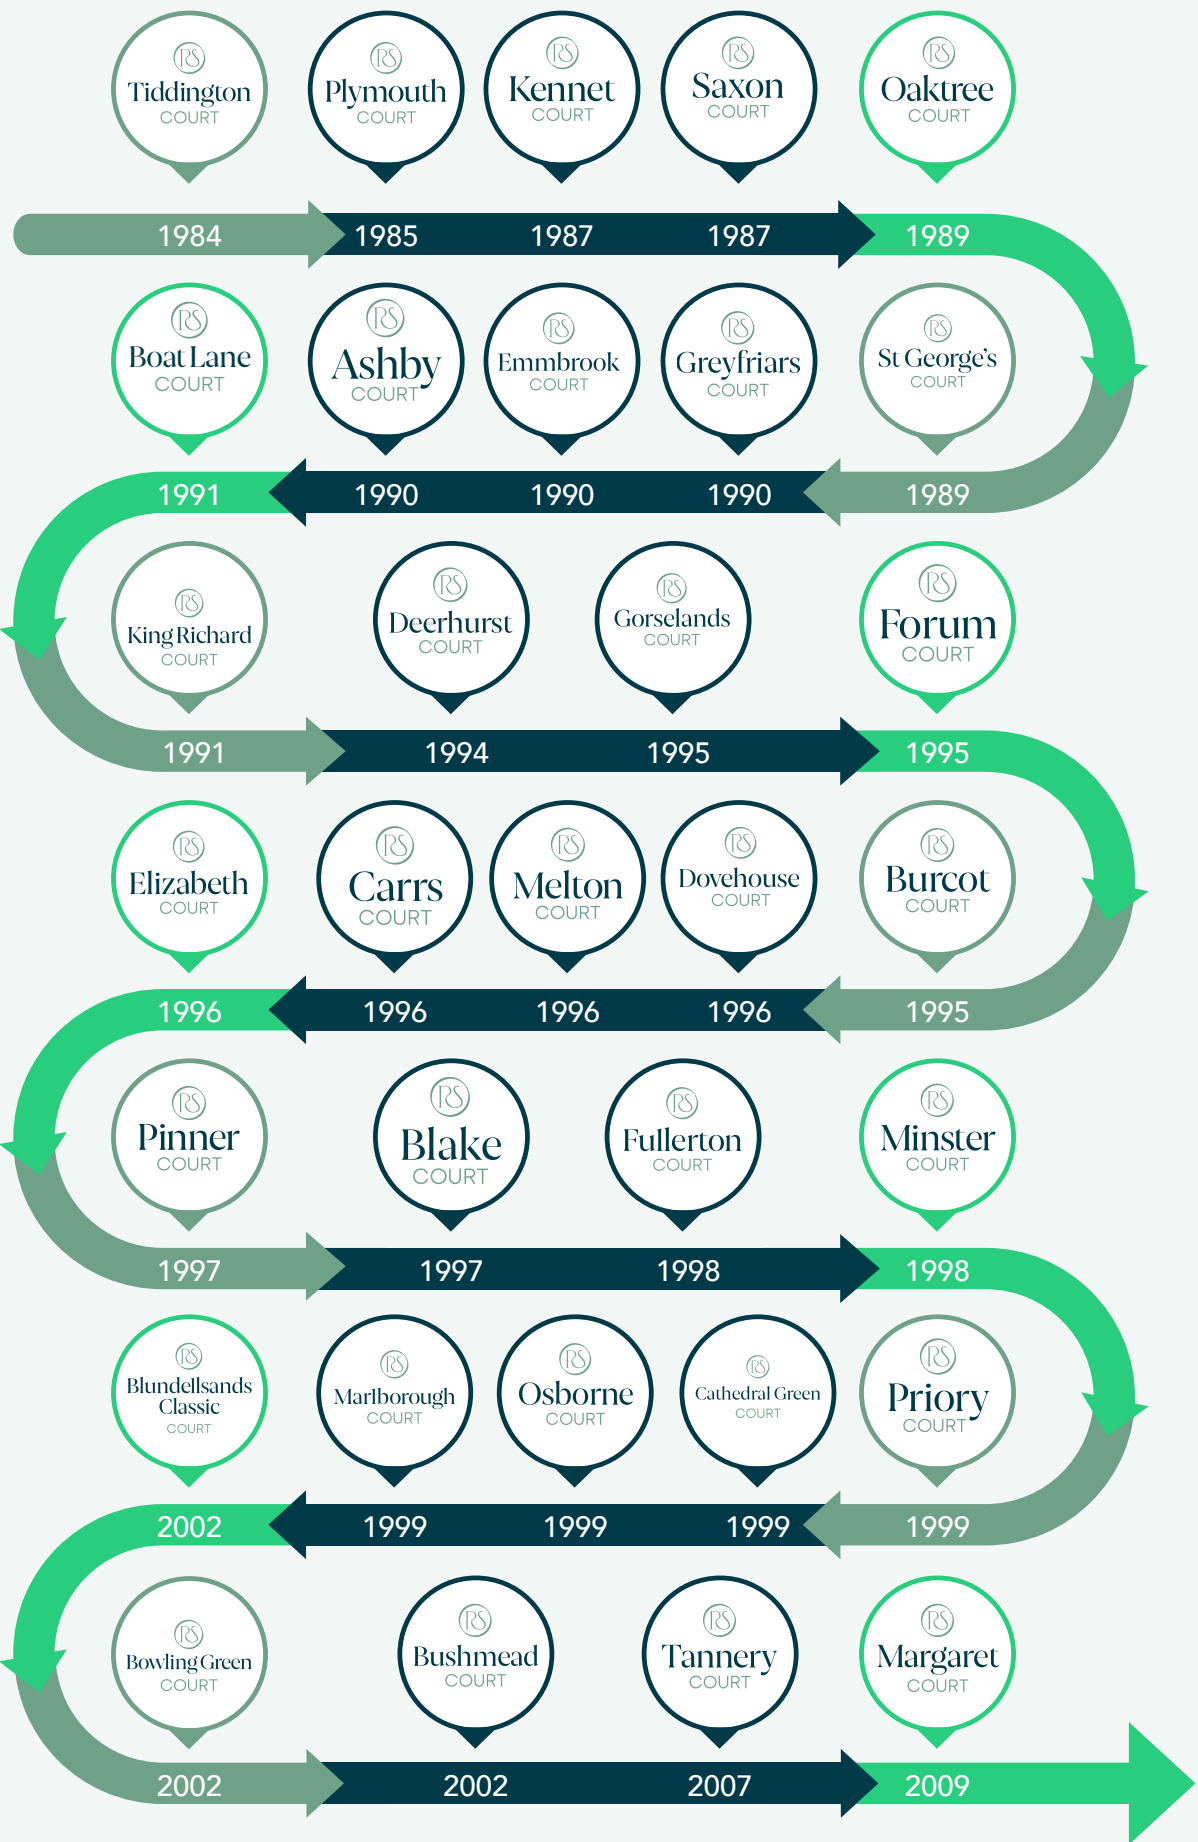 RS
Tiddington
COURT
RS
Plymouth
COURT
RS
Kennet
COURT
RS
Saxon
COURT
RS
Oaktree
COURT
1984
1985
1987
1987
1989
RS
Boat Lane
COURT
RS
Ashby
COURT
RS
Emmbrook
COURT
RS
Greyfriars
COURT
RS
St George's
COURT
1991
1990
1990
1990
1989
RS
King Richard
COURT
RS
Deerhurst
COURT
RS
Gorselands
COURT
RS
Forum
COURT
1991
1994
1995
1995
RS
Elizabeth
COURT
RS
Carrs
COURT
RS
Melton
COURT
RS
Dovehouse
COURT
RS
Burcot
COURT
1996
1996
1996
1996
1995
RS
Pinner
COURT
RS
Blake
COURT
RS
Fullerton
COURT
RS
Minster
COURT
1997
1997
1998
1998
RS
Blundellsands
Classic
COURT
RS
Marlborough
COURT
RS
Osborne
COURT
RS
Cathedral Green
COURT
RS
Priory
COURT
2002
1999
1999
1999
1999
RS
Bowling Green
COURT
RS
Bushmead
COURT
RS
Tannery
COURT
RS
Margaret
COURT
2002
2002
2007
2009